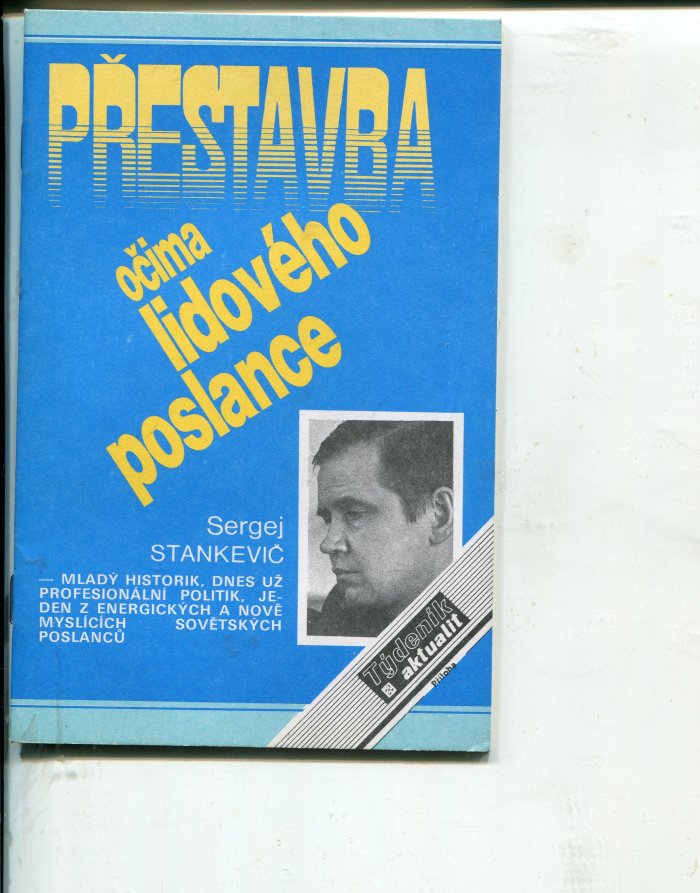 PŘESTAVBA
očima
lidového
poslance
Sergej
STANKEVIČ
— MLADÝ HISTORIK, DNES UŽ
PROFESIONÁLNÍ POLITIK, JE-
DEN Z ENERGICKÝCH A NOVĚ
MYSLÍCÍCH SOVĚTSKÝCH
POSLANCŮ
Týdeník
aktualit
Příloha